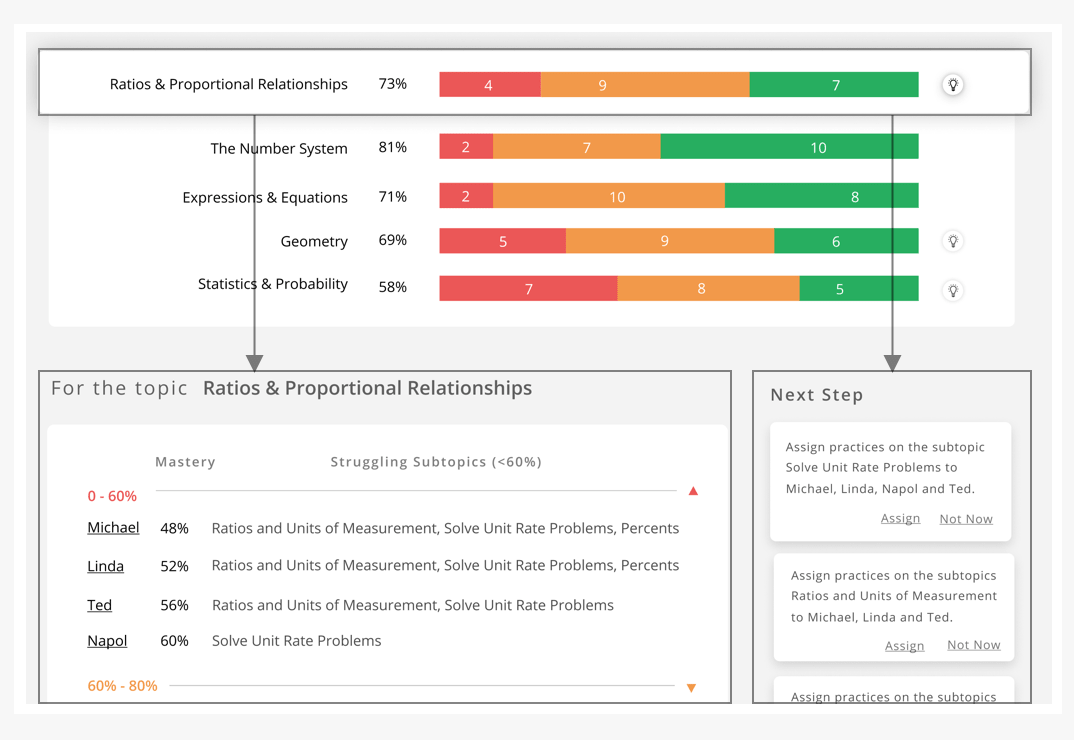 Ratios & Proportional Relationships 73% 4 9 7
The Number System 81% 2 7 10
Expressions & Equations 71% 2 10 8
Geometry 69% 5 9 6
Statistics & Probability 58% 7 8 5
For the topic Ratios & Proportional Relationships
Mastery Struggling Subtopics (<60%)
0 - 60%
Michael 48% Ratios and Units of Measurement, Solve Unit Rate Problems, Percents
Linda 52% Ratios and Units of Measurement, Solve Unit Rate Problems, Percents
Ted 56% Ratios and Units of Measurement, Solve Unit Rate Problems
Napol 60% Solve Unit Rate Problems
60% - 80%
Next Step
Assign practices on the subtopic
Solve Unit Rate Problems to
Michael, Linda, Napol and Ted.
Assign Not Now
Assign practices on the subtopics
Ratios and Units of Measurement
to Michael, Linda and Ted.
Assign Not Now
Assign practices on the subtopics